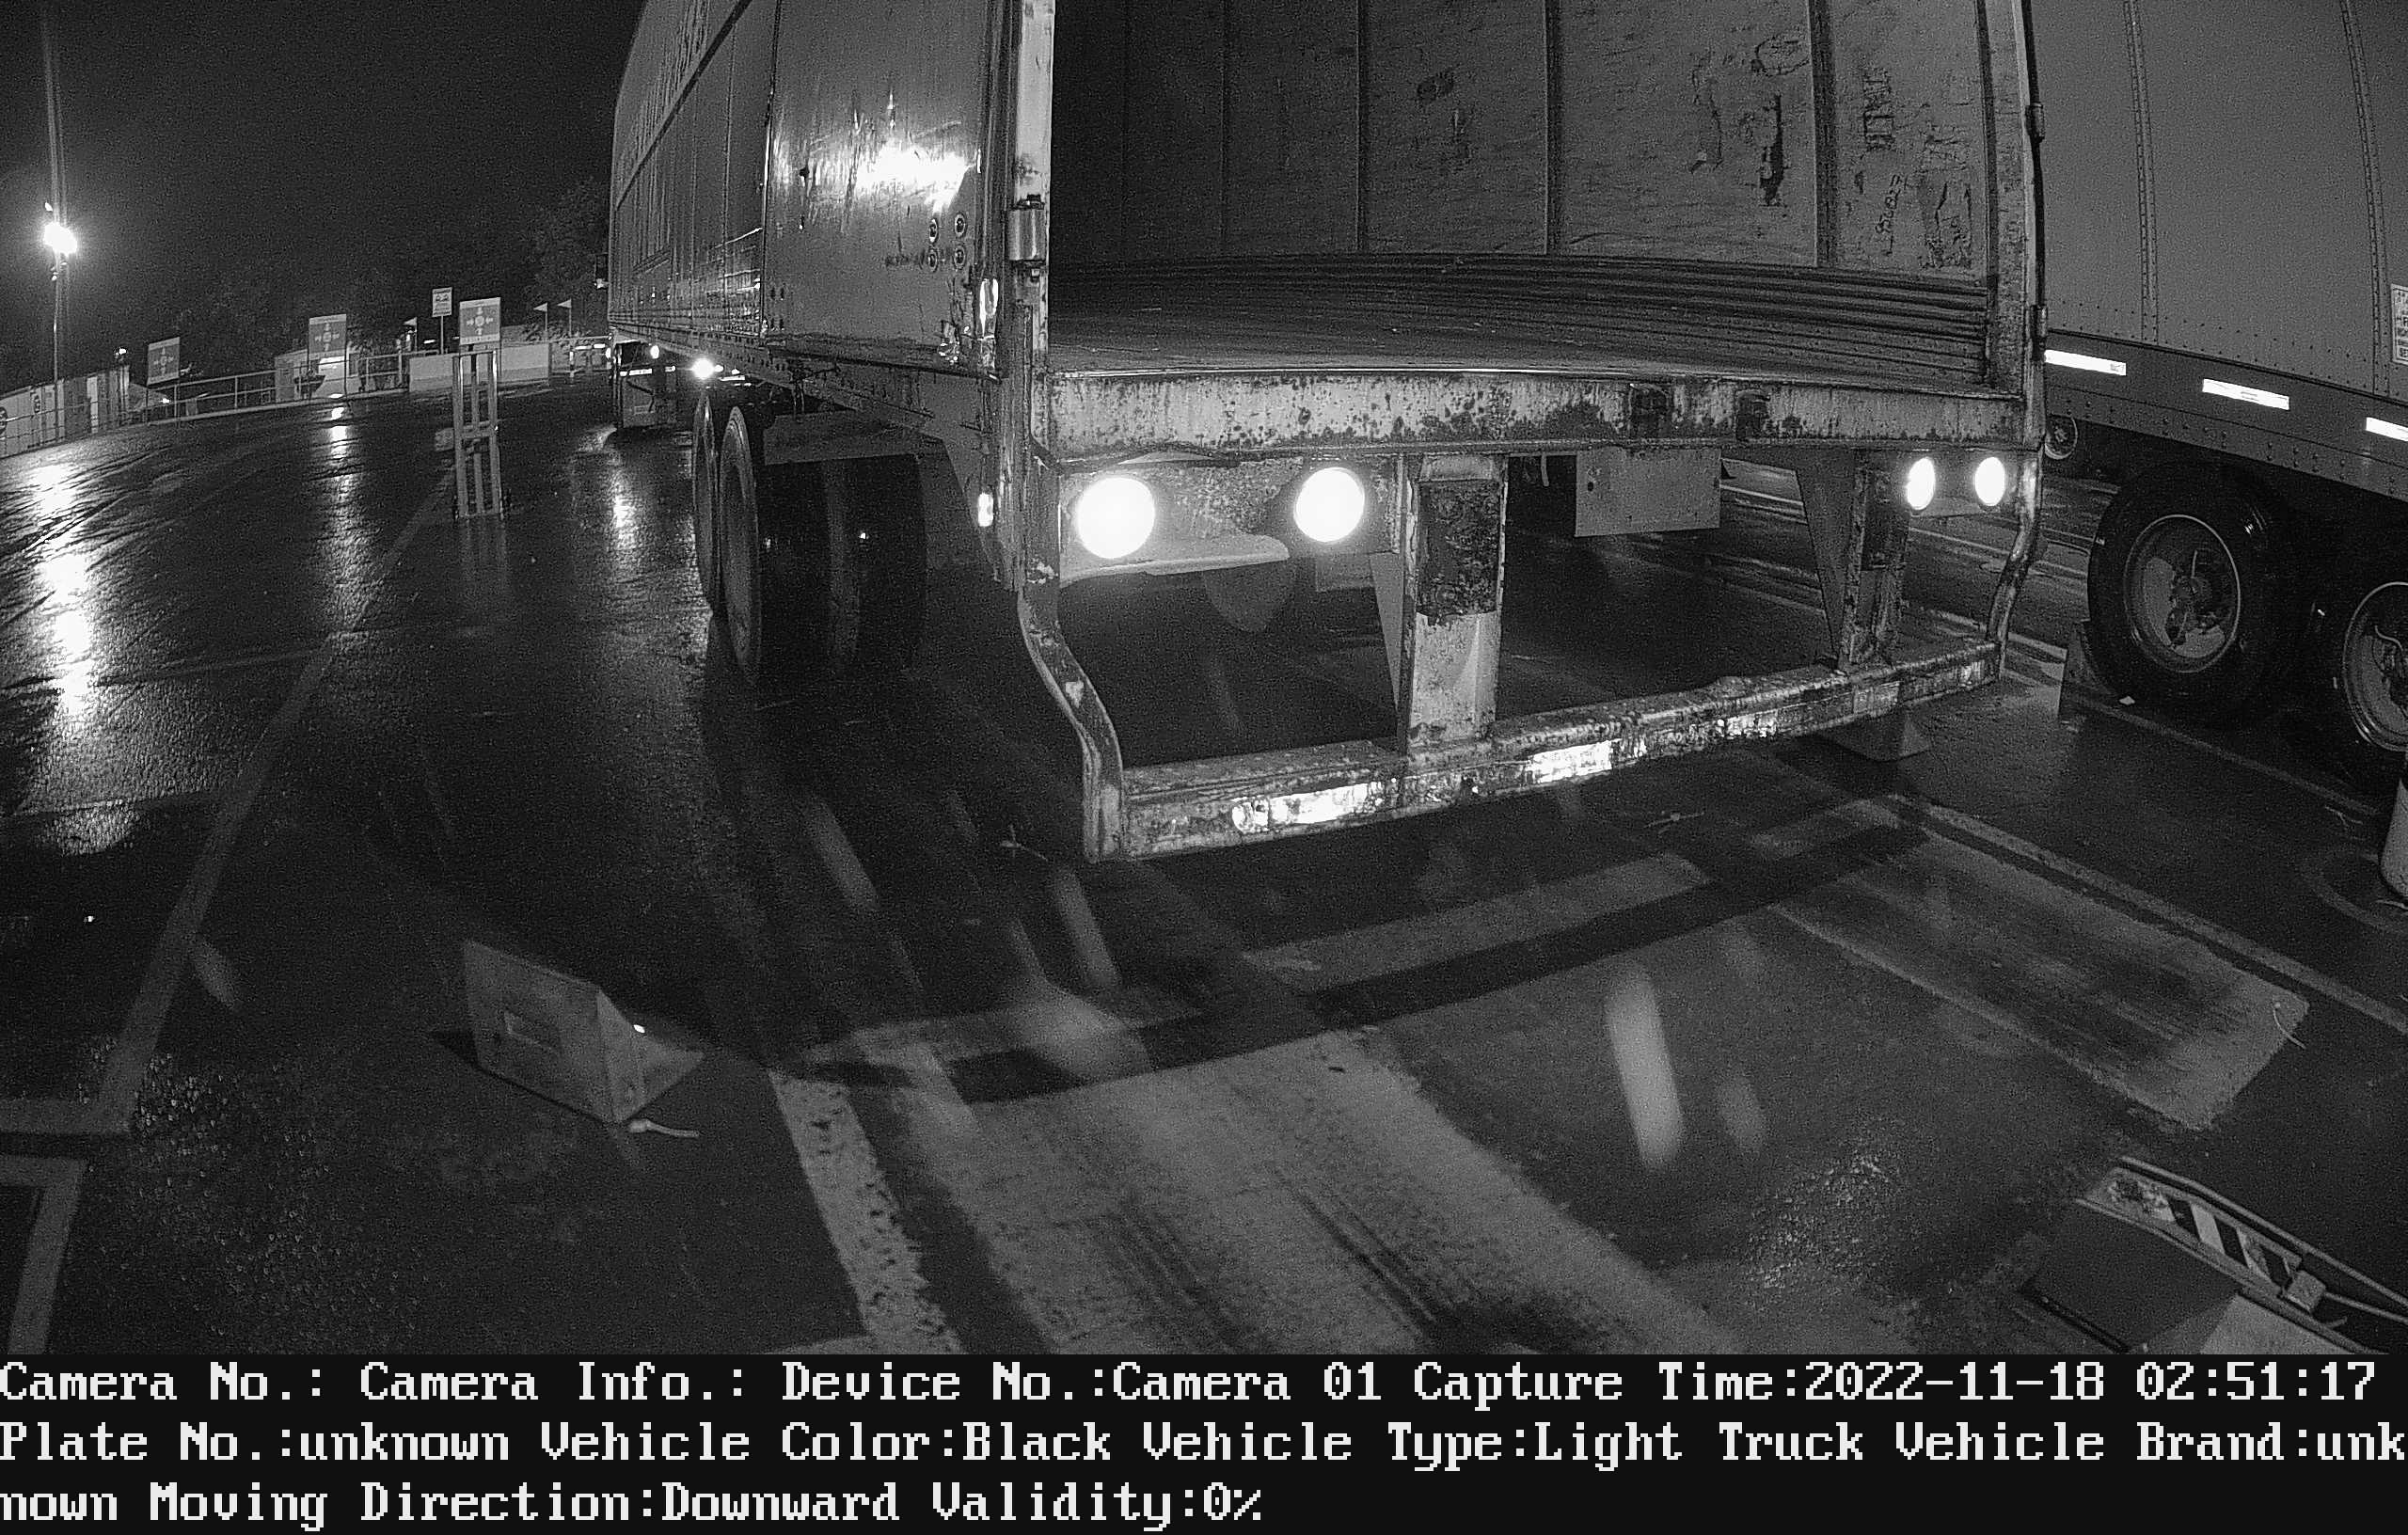 Camera No.: Camera Info.: Device No.:Camera 01 Capture Time:2022-11-18 02:51:17
Plate No.:unknown Vehicle Color:Black Vehicle Type:Light Truck Vehicle Brand:unk
nown Moving Direction:Downward Validity:0%